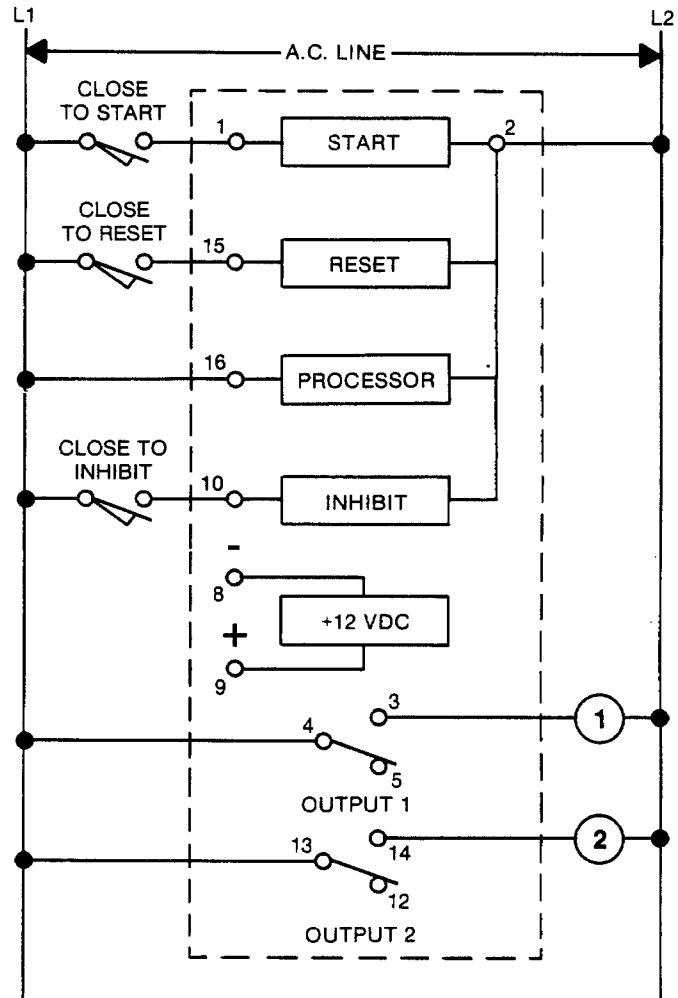 L1
L2
A.C. LINE
CLOSE
TO START
1
START
2
CLOSE
TO RESET
15
RESET
16
PROCESSOR
CLOSE TO
INHIBIT
10
INHIBIT
-
8
+12 VDC
+
9
3
1
4
5
OUTPUT 1
13
14
2
12
OUTPUT 2